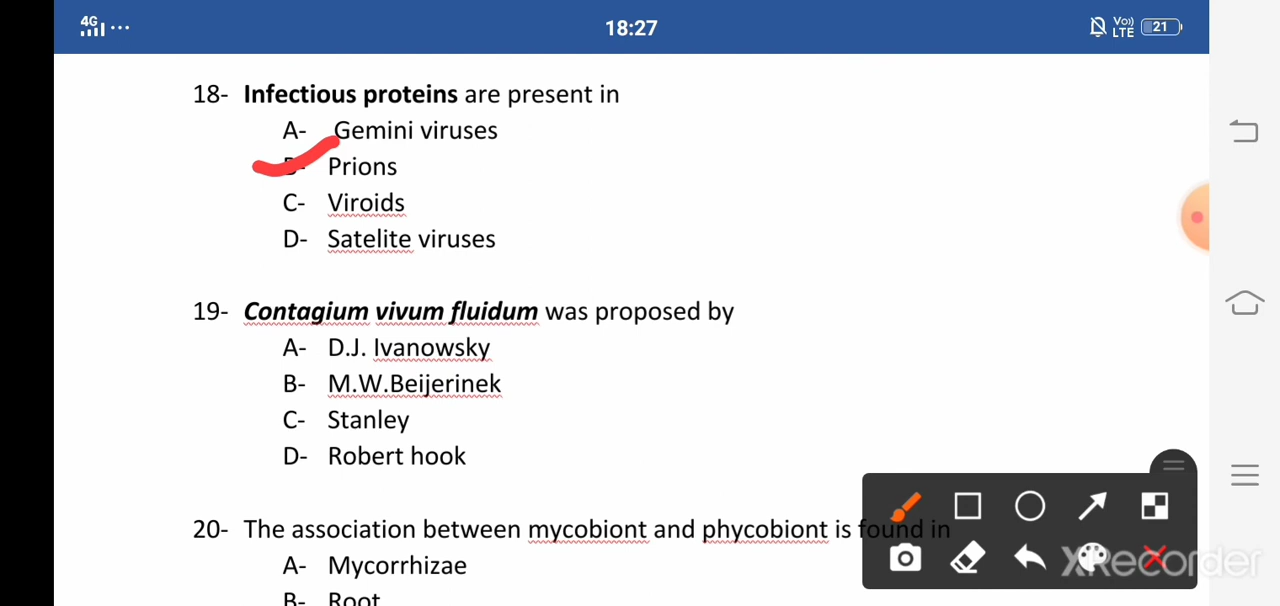 4G
18:27
Vo))
LTE
21
18- Infectious proteins are present in
A- Gemini viruses
B- Prions
C- Viroids
D- Satelite viruses
19- Contagium vivum fluidum was proposed by
A- D.J. Ivanowsky
B- M.W.Beijerinek
C- Stanley
D- Robert hook
20- The association between mycobiont and phycobiont is found in
A- Mycorrhizae
B- Root
XRecorder